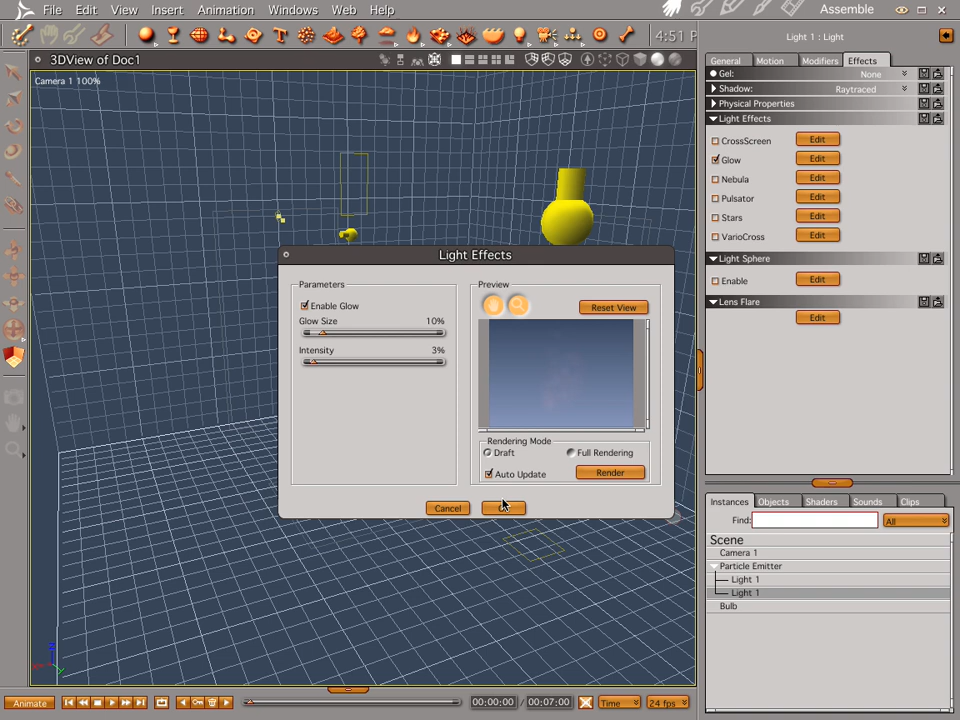 File Edit View Insert Animation Windows Web Help Assemble
4:51 P
3DView of Doc1
Camera 1 100%
Light 1 : Light
General Motion Modifiers Effects
Gel: None
Shadow: Raytraced
Physical Properties
Light Effects
CrossScreen Edit
Glow Edit
Nebula Edit
Pulsator Edit
Stars Edit
VarioCross Edit
Light Sphere
Enable Edit
Lens Flare
Edit
Light Effects
Parameters
Enable Glow
Glow Size 10%
Intensity 3%
Preview
Reset View
Rendering Mode
Draft Full Rendering
Auto Update Render
Cancel
Instances Objects Shaders Sounds Clips
Find: All
Scene
Camera 1
Particle Emitter
Light 1
Light 1
Bulb
Z
Animate 00:00:00 / 00:07:00 Time 24 fps